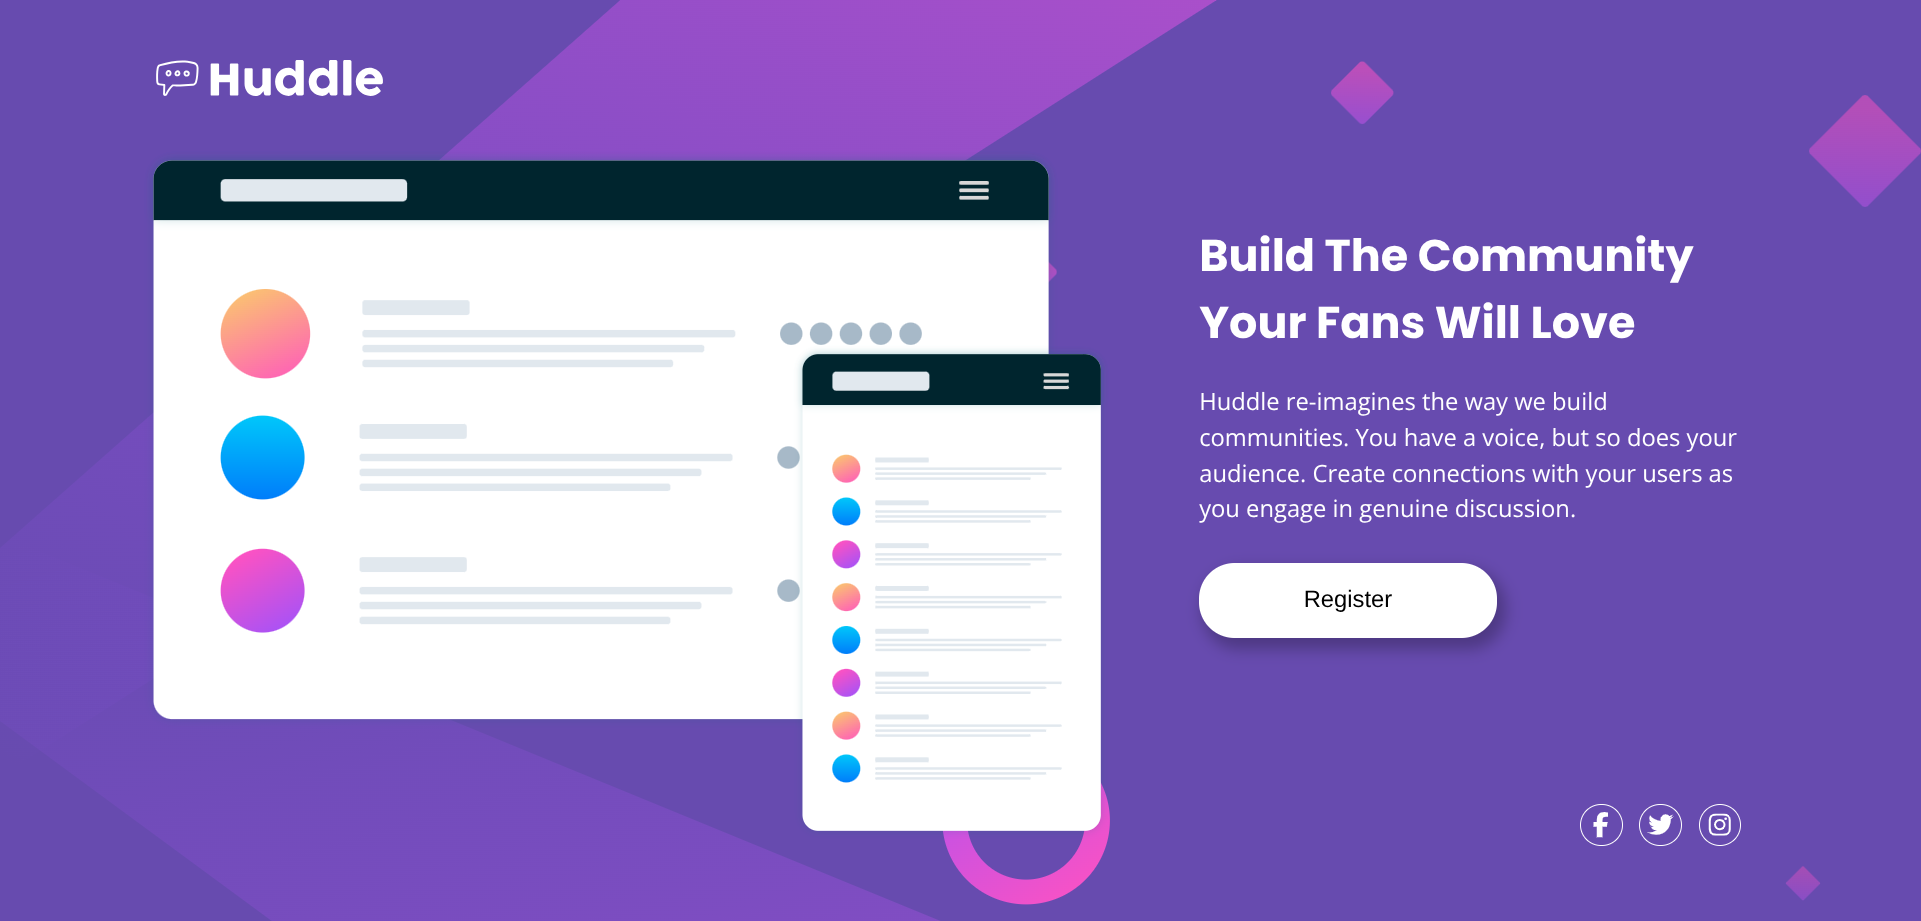 Huddle
Build The Community
Your Fans Will Love
Huddle re-imagines the way we build
communities. You have a voice, but so does your
audience. Create connections with your users as
you engage in genuine discussion.
Register